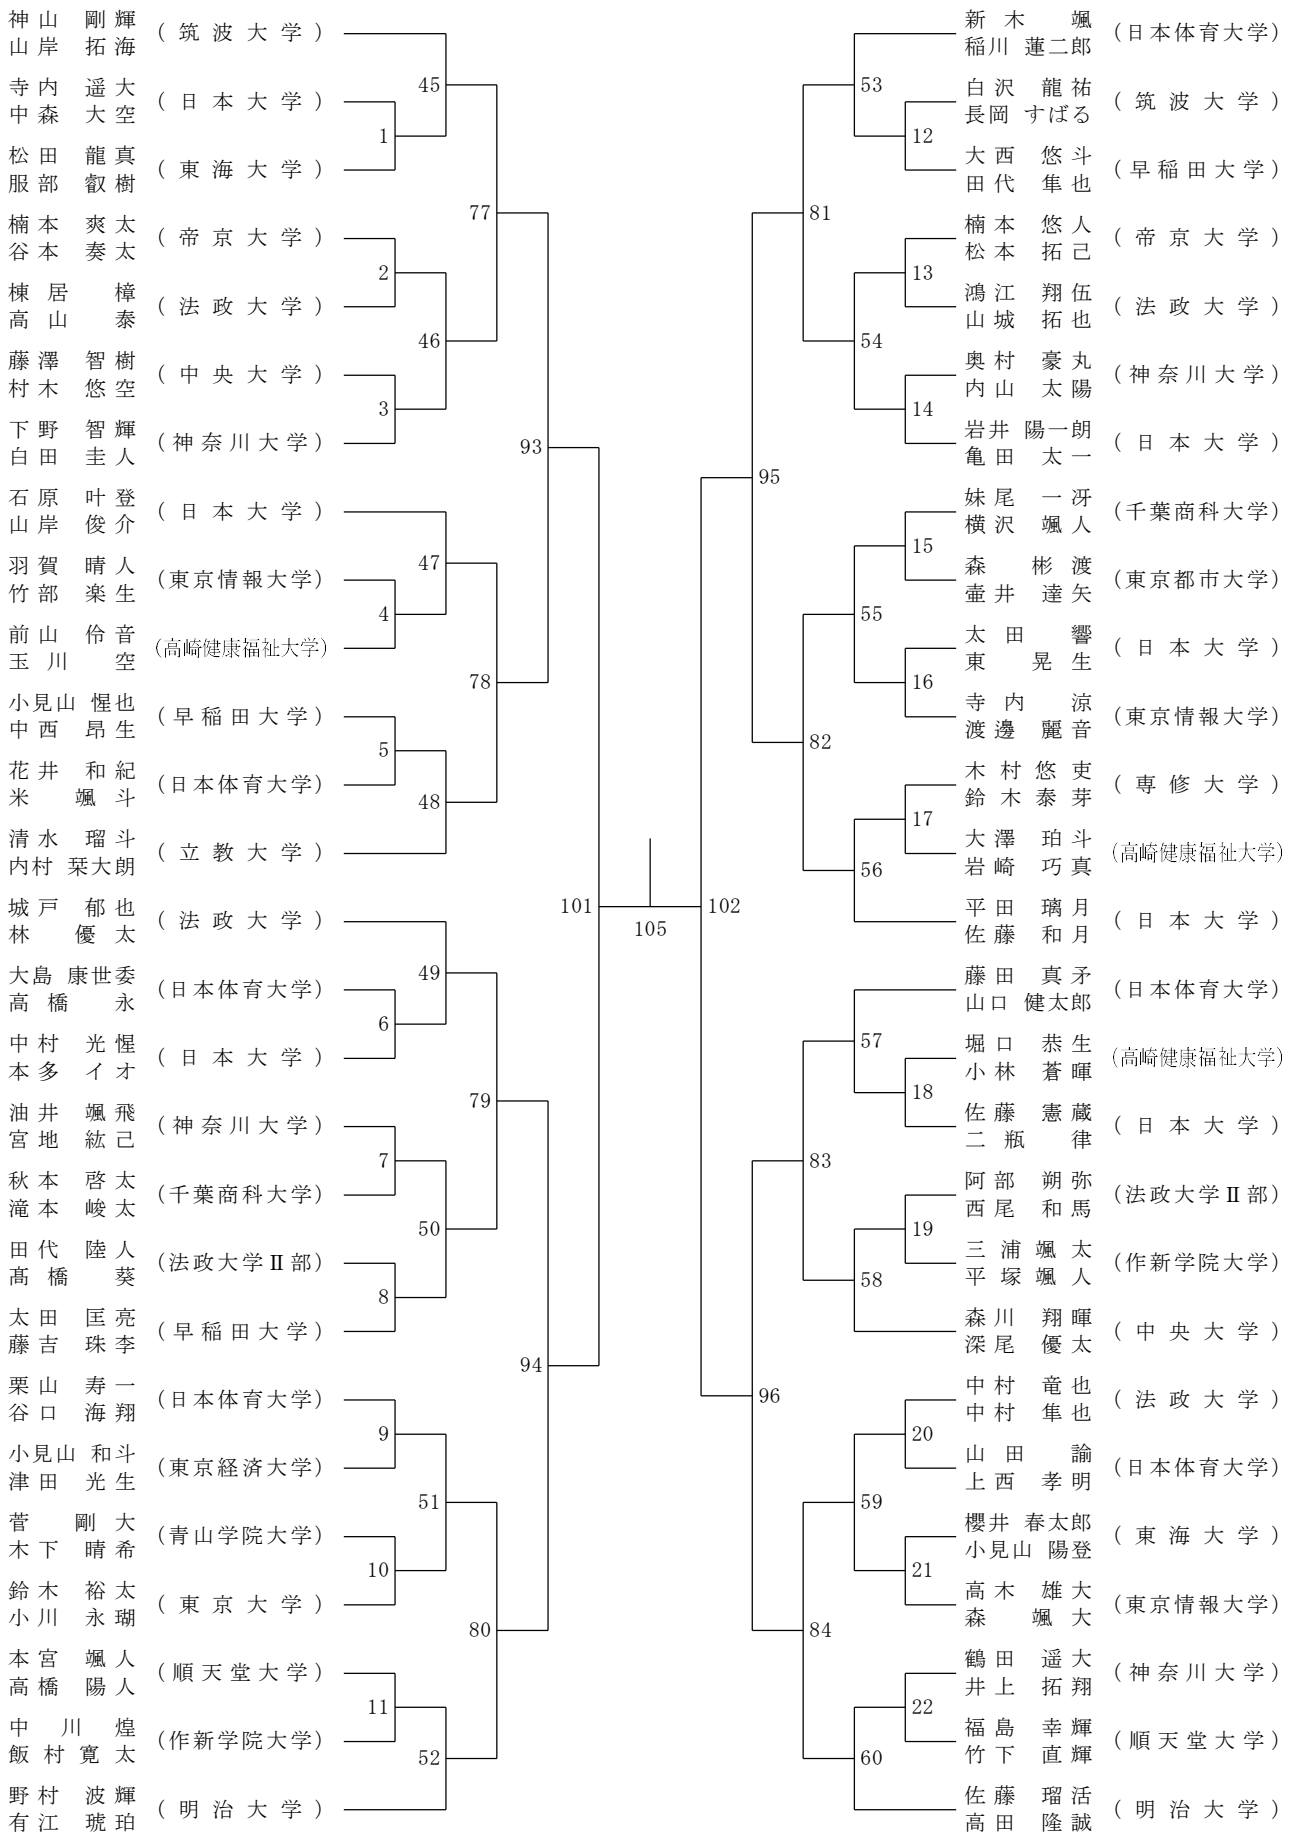 神山 剛輝
山岸 拓海
(筑波大学)
寺内 遥大
中森 大空
(日本大学)
松田 龍真
服部 叡樹
(東海大学)
楠本 爽太
谷本 奏太
(帝京大学)
棟居 樟
高山 泰
(法政大学)
藤澤 智樹
村木 悠空
(中央大学)
下野 智輝
白田 圭人
(神奈川大学)
石原 叶登
山岸 俊介
(日本大学)
羽賀 晴人
竹部 楽生
(東京情報大学)
前山 伶音
玉川 空
(高崎健康福祉大学)
小見山 惺也
中西 昂生
(早稲田大学)
花井 和紀
米 颯斗
(日本体育大学)
清水 瑠斗
内村 栞大朗
(立教大学)
城戸 郁也
林 優太
(法政大学)
大島 康世委
高橋 永
(日本体育大学)
中村 光惺
本多 イオ
(日本大学)
油井 颯飛
宮地 紘己
(神奈川大学)
秋本 啓太
滝本 峻太
(千葉商科大学)
田代 陸人
髙橋 葵
(法政大学Ⅱ部)
太田 匡亮
藤吉 珠李
(早稲田大学)
栗山 寿一
谷口 海翔
(日本体育大学)
小見山 和斗
津田 光生
(東京経済大学)
菅 剛大
木下 晴希
(青山学院大学)
鈴木 裕太
小川 永瑚
(東京大学)
本宮 颯人
高橋 陽人
(順天堂大学)
中川 煌
飯村寛太
(作新学院大学)
野村 波輝
有江 琥珀
(明治大学)
1
2
3
4
5
6
7
8
9
10
11
45
46
47
48
49
50
51
52
77
78
79
80
93
94
101
105
102
95
96
81
82
83
84
53
54
55
56
57
58
59
60
12
13
14
15
16
17
18
19
20
21
22
新木 颯
稲川 蓮二郎
(日本体育大学)
白沢 龍祐
長岡 すばる
(筑波大学)
大西 悠斗
田代 隼也
(早稲田大学)
楠本 悠人
松本 拓己
(帝京大学)
鴻江 翔伍
山城 拓也
(法政大学)
奥村 豪丸
内山 太陽
(神奈川大学)
岩井 陽一朗
亀田 太一
(日本大学)
妹尾 一冴
横沢 颯人
(千葉商科大学)
森 彬渡
壷井 達矢
(東京都市大学)
太田 響
東 晃生
(日本大学)
寺内 涼
渡邊 麗音
(東京情報大学)
木村悠吏
鈴木泰芽
(専修大学)
大澤 珀斗
岩崎 巧真
(高崎健康福祉大学)
平田 璃月
佐藤 和月
(日本大学)
藤田 真矛
山口 健太郎
(日本体育大学)
堀口 恭生
小林 蒼暉
(高崎健康福祉大学)
佐藤 憲蔵
二瓶 律
(日本大学)
阿部 朔弥
西尾 和馬
(法政大学Ⅱ部)
三浦颯太
平塚颯人
(作新学院大学)
森川 翔暉
深尾 優太
(中央大学)
中村 竜也
中村 隼也
(法政大学)
山田 諭
上西 孝明
(日本体育大学)
櫻井 春太郎
小見山 陽登
(東海大学)
高木 雄大
森 颯大
(東京情報大学)
鶴田 遥大
井上 拓翔
(神奈川大学)
福島 幸輝
竹下 直輝
(順天堂大学)
佐藤 瑠活
高田 隆誠
(明治大学)